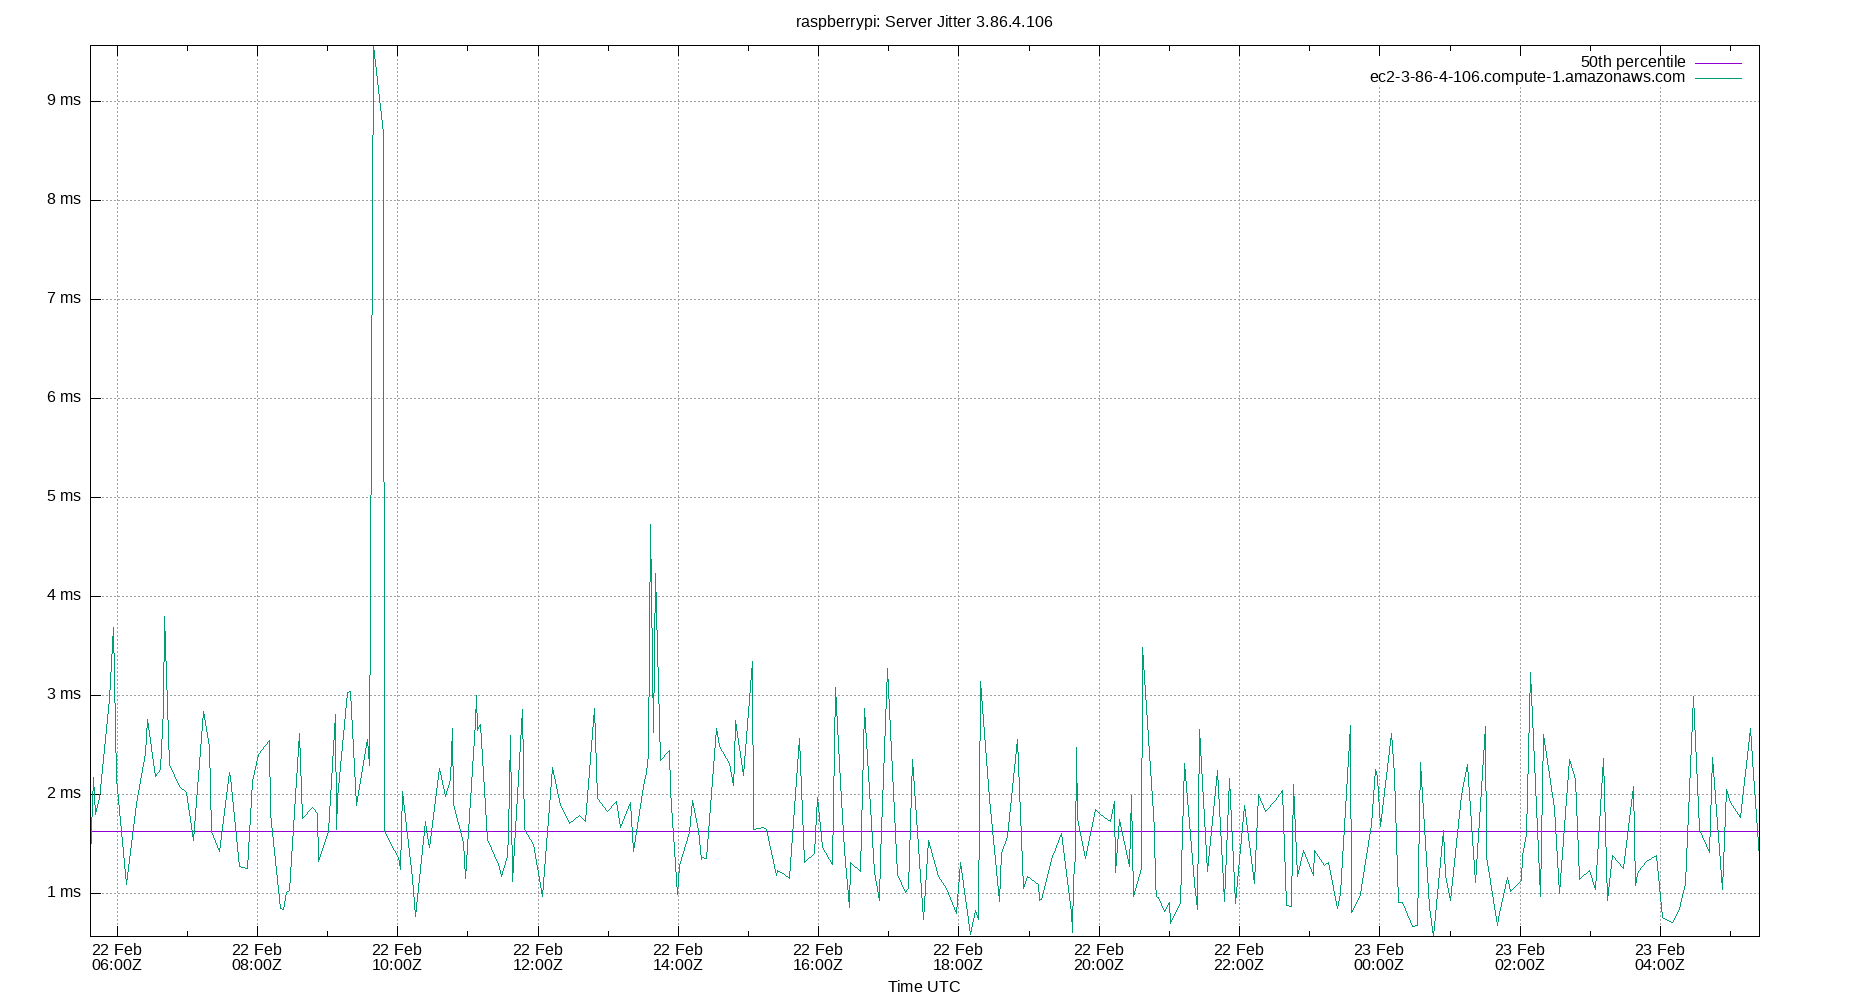 raspberrypi: Server Jitter 3.86.4.106
50th percentile
ec2-3-86-4-106.compute-1.amazonaws.com
9 ms
8 ms
7 ms
6 ms
5 ms
4 ms
3 ms
2 ms
1 ms
22 Feb 22 Feb 22 Feb 22 Feb 22 Feb 22 Feb 22 Feb 22 Feb 22 Feb 23 Feb 23 Feb 23 Feb
06:00Z 08:00Z 10:00Z 12:00Z 14:00Z 16:00Z 18:00Z 20:00Z 22:00Z 00:00Z 02:00Z 04:00Z
Time UTC